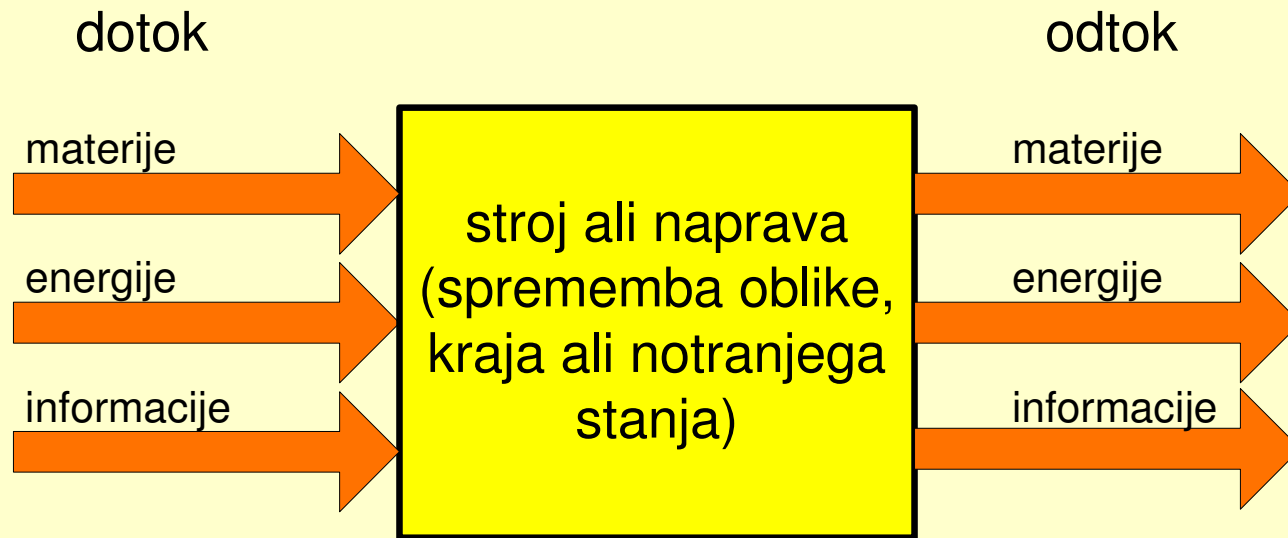 dotok
odtok
materije
energije
informacije
stroj ali naprava
(sprememba oblike,
kraja ali notranjega
stanja)
materije
energije
informacije